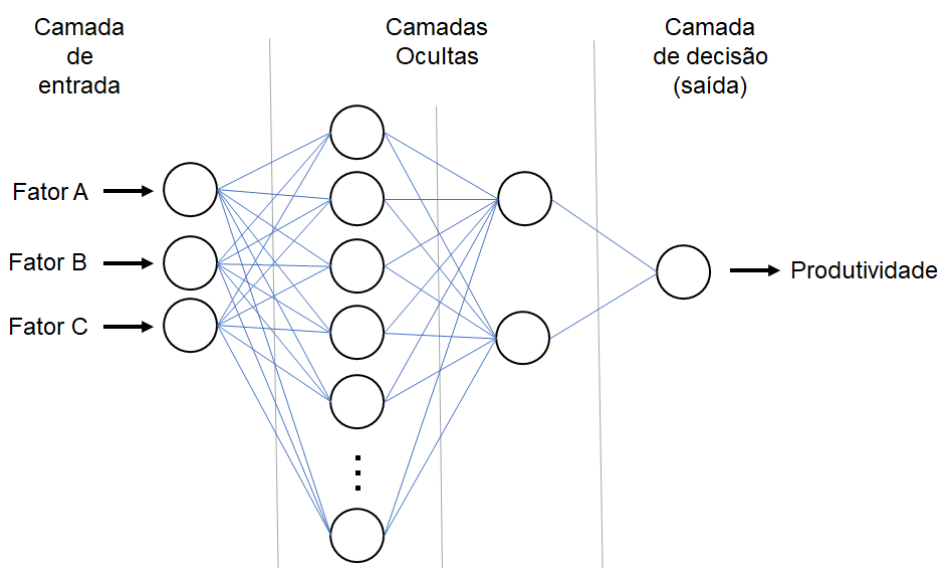 Camada
de
entrada
Camadas
Ocultas
Camada
de decisão
(saída)
Fator A
Fator B
Fator C
Produtividade